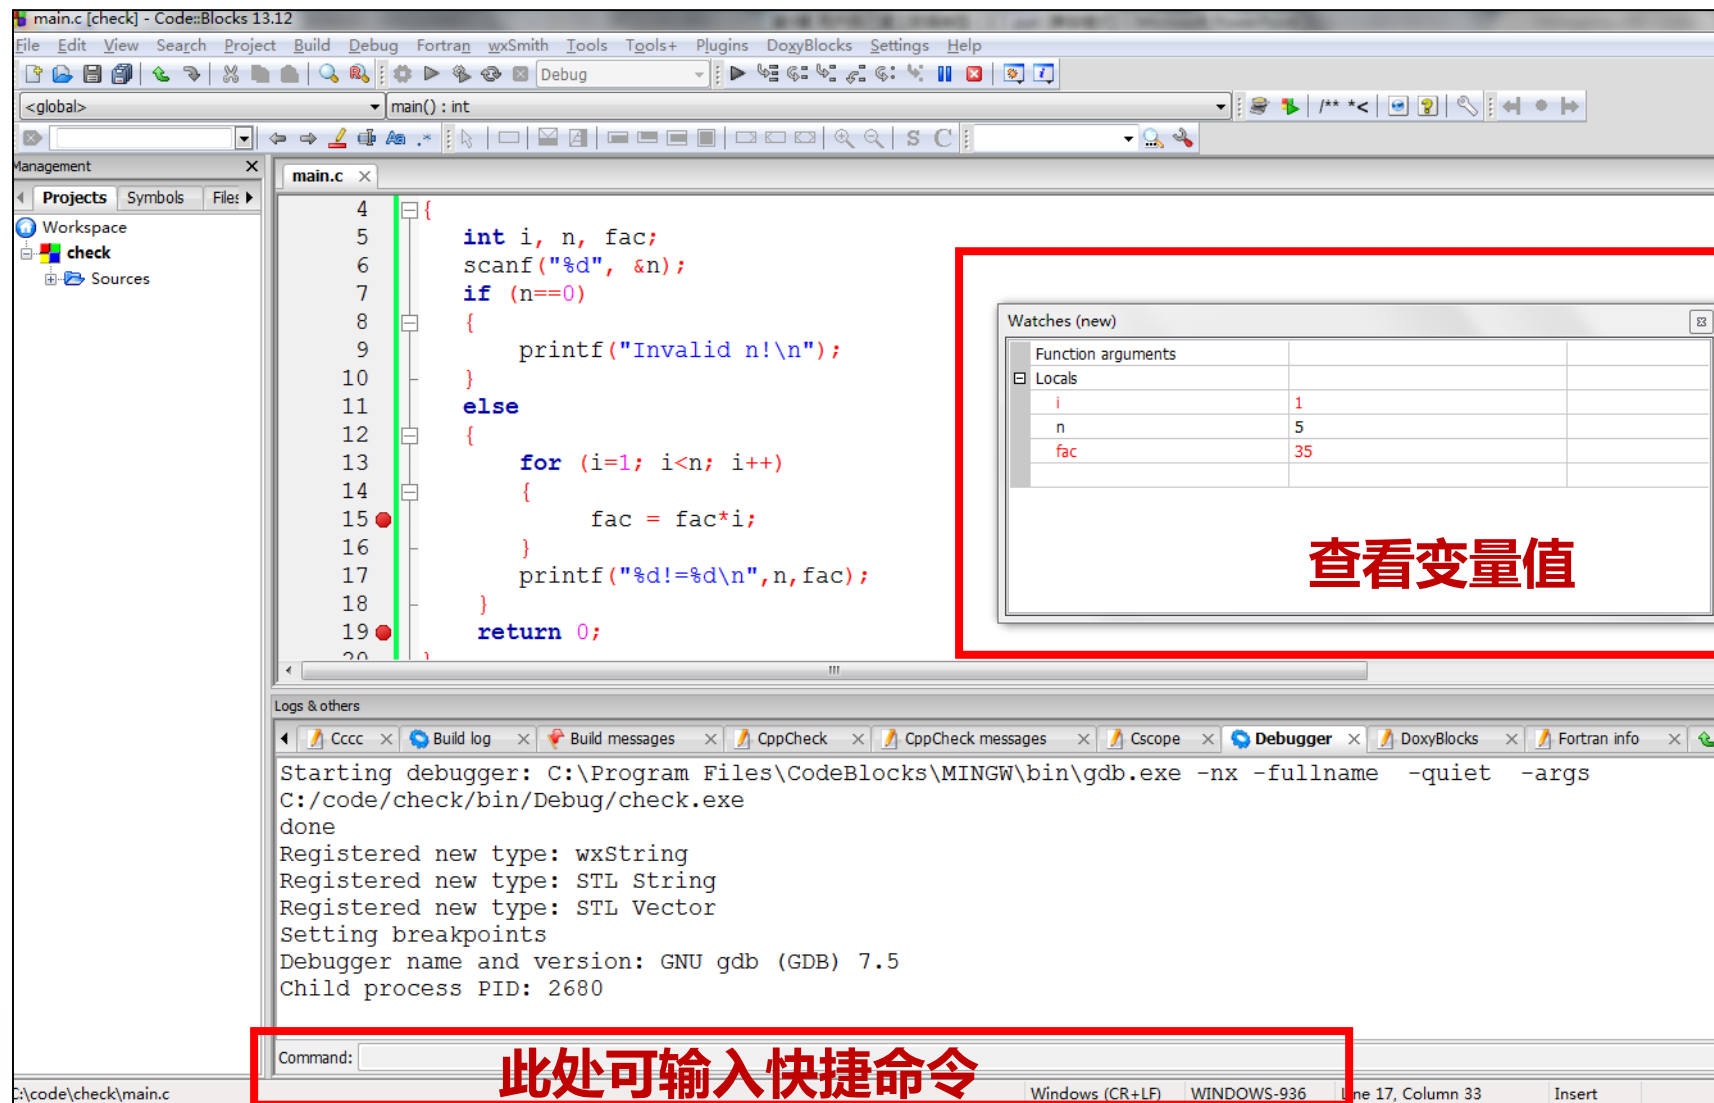 main.c [check] - Code::Blocks 13.12
File Edit View Search Project Build Debug Fortran wxSmith Tools Tools+ Plugins DoxyBlocks Settings Help
Debug
<global> main() : int
/** *<
Aa .* S C
Management
Projects Symbols Files
Workspace
check
Sources
main.c
4 {
5 int i, n, fac;
6 scanf("%d", &n);
7 if (n==0)
8 {
9 printf("Invalid n!\n");
10 }
11 else
12 {
13 for (i=1; i<n; i++)
14 {
15 fac = fac*i;
16 }
17 printf("%d!=%d\n",n,fac);
18 }
19 return 0;
20 }
Watches (new)
Function arguments
Locals
i 1
n 5
fac 35
查看变量值
Logs & others
Cccc Build log Build messages CppCheck CppCheck messages Cscope Debugger DoxyBlocks Fortran info
Starting debugger: C:\Program Files\CodeBlocks\MINGW\bin\gdb.exe -nx -fullname -quiet -args
C:/code/check/bin/Debug/check.exe
done
Registered new type: wxString
Registered new type: STL String
Registered new type: STL Vector
Setting breakpoints
Debugger name and version: GNU gdb (GDB) 7.5
Child process PID: 2680
Command:
此处可输入快捷命令
C:\code\check\main.c Windows (CR+LF) WINDOWS-936 Line 17, Column 33 Insert